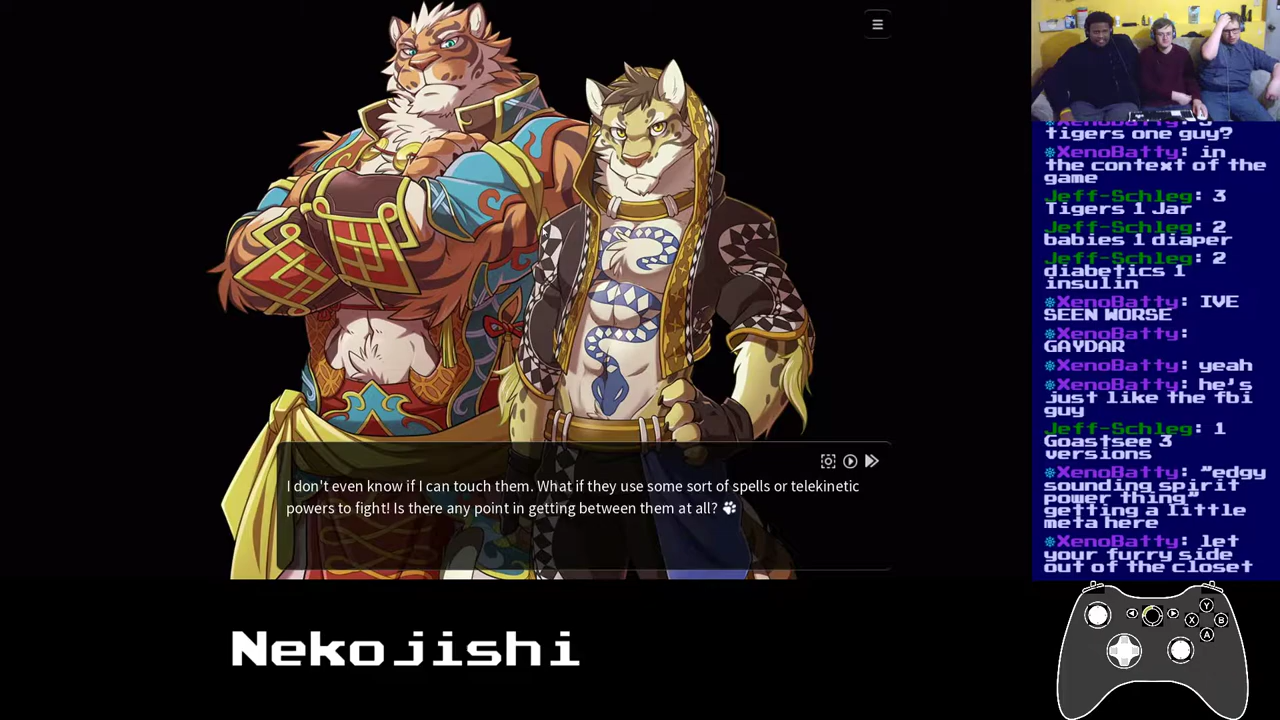 I don't even know if I can touch them. What if they use some sort of spells or telekinetic
powers to fight! Is there any point in getting between them at all?
Nekojishi
tigers one guy?
XenoBatty: in
the context of the
game
Jeff-Schleg: 3
Tigers 1 Jar
Jeff-Schleg: 2
babies 1 diaper
Jeff-Schleg: 2
diabetics 1
insulin
XenoBatty: IVE
SEEN WORSE
XenoBatty:
GAYDAR
XenoBatty: yeah
XenoBatty: he's
just like the fbi
guy
Jeff-Schleg: 1
Goastsee 3
versions
XenoBatty: "edgy
sounding spirit
power thing"
getting a little
meta here
XenoBatty: let
your furry side
out of the closet
Y
X
B
A